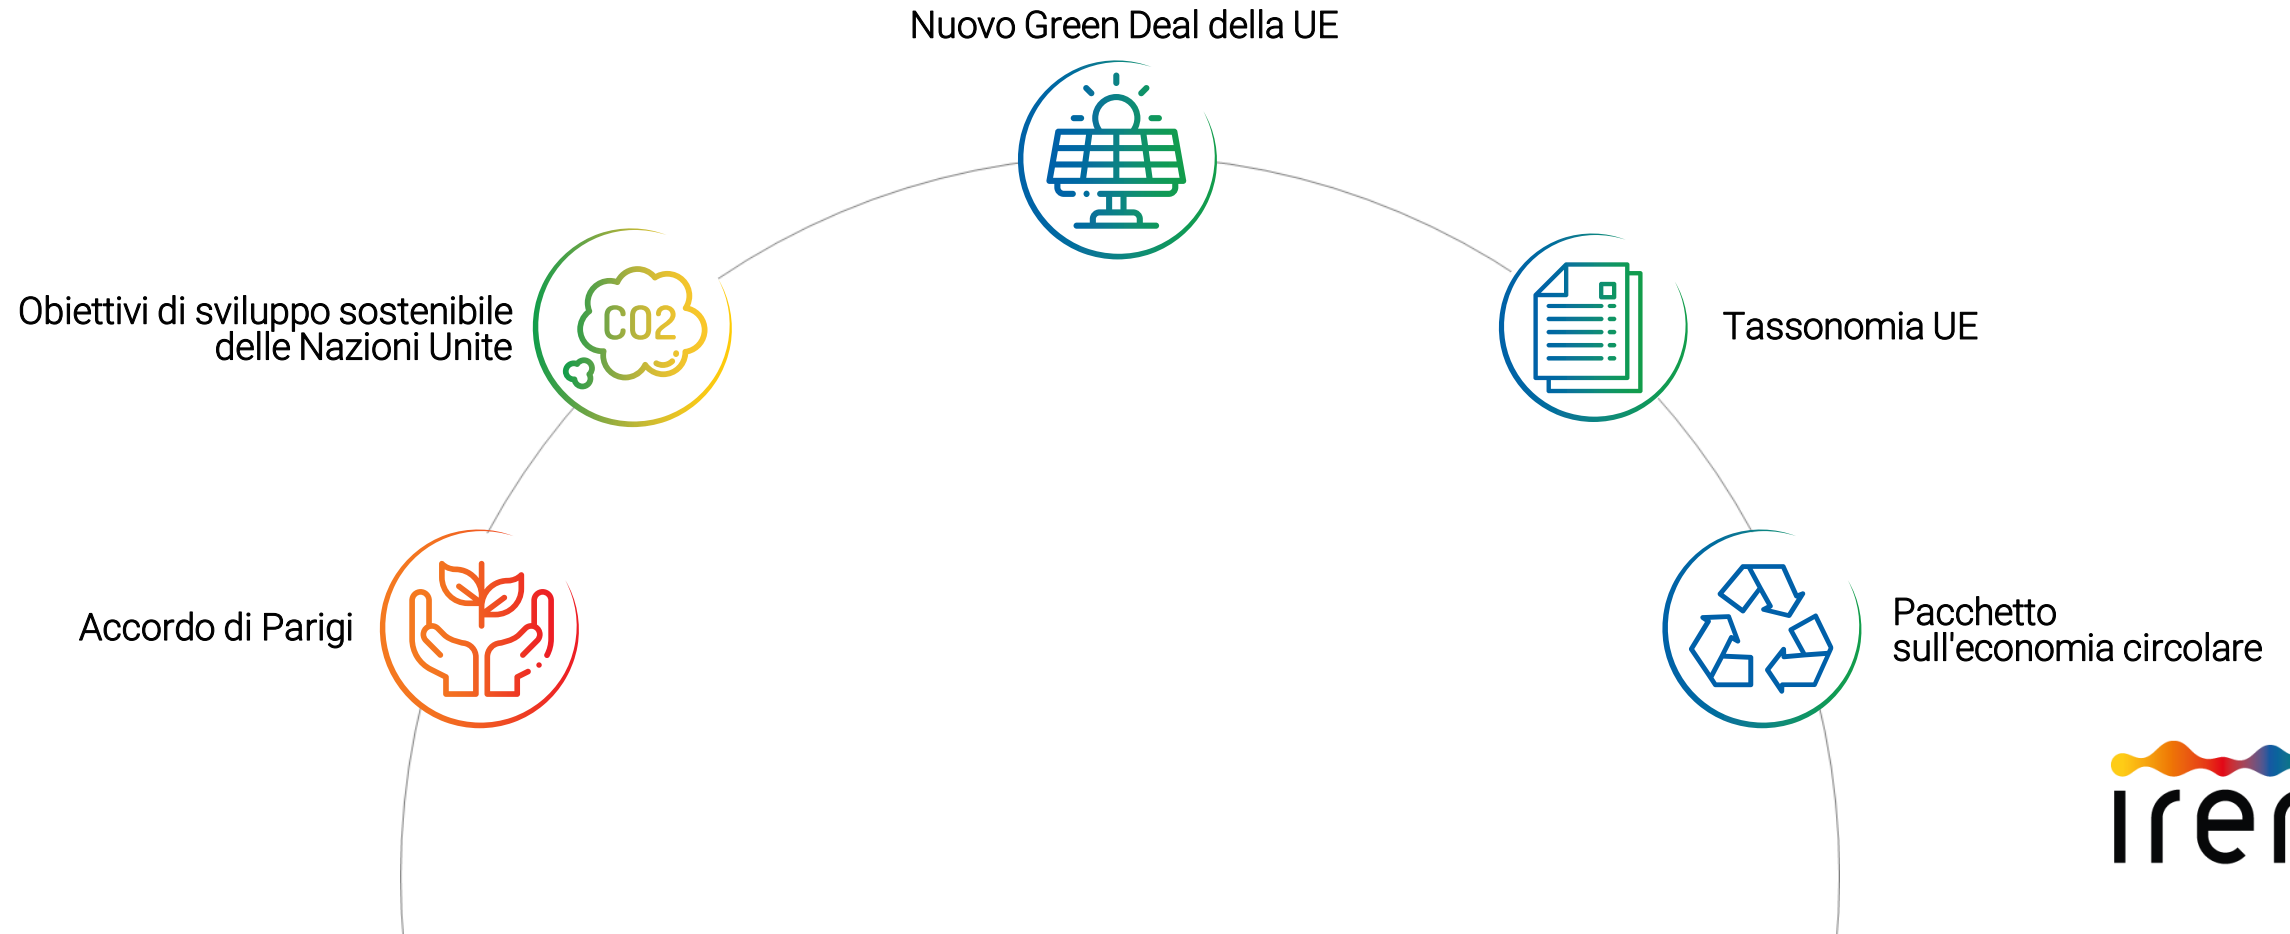 Nuovo Green Deal della UE
Obiettivi di sviluppo sostenibile
delle Nazioni Unite
CO2
Tassonomia UE
Accordo di Parigi
Pacchetto
sull'economia circolare